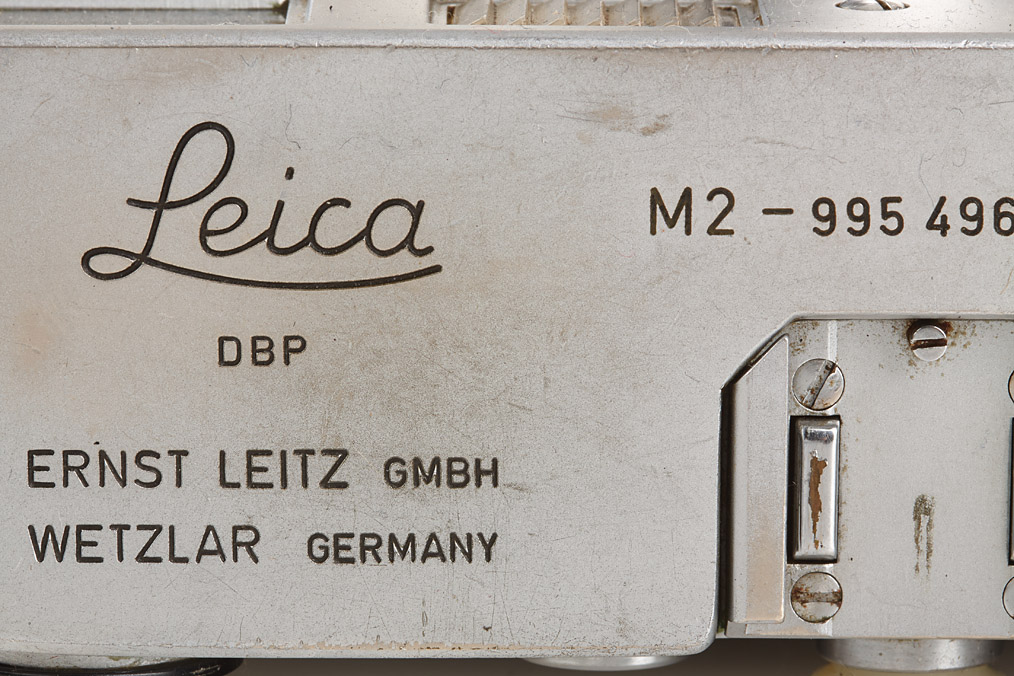 Leica
DBP
ERNST LEITZ GMBH
WETZLAR GERMANY
M2 – 995 496